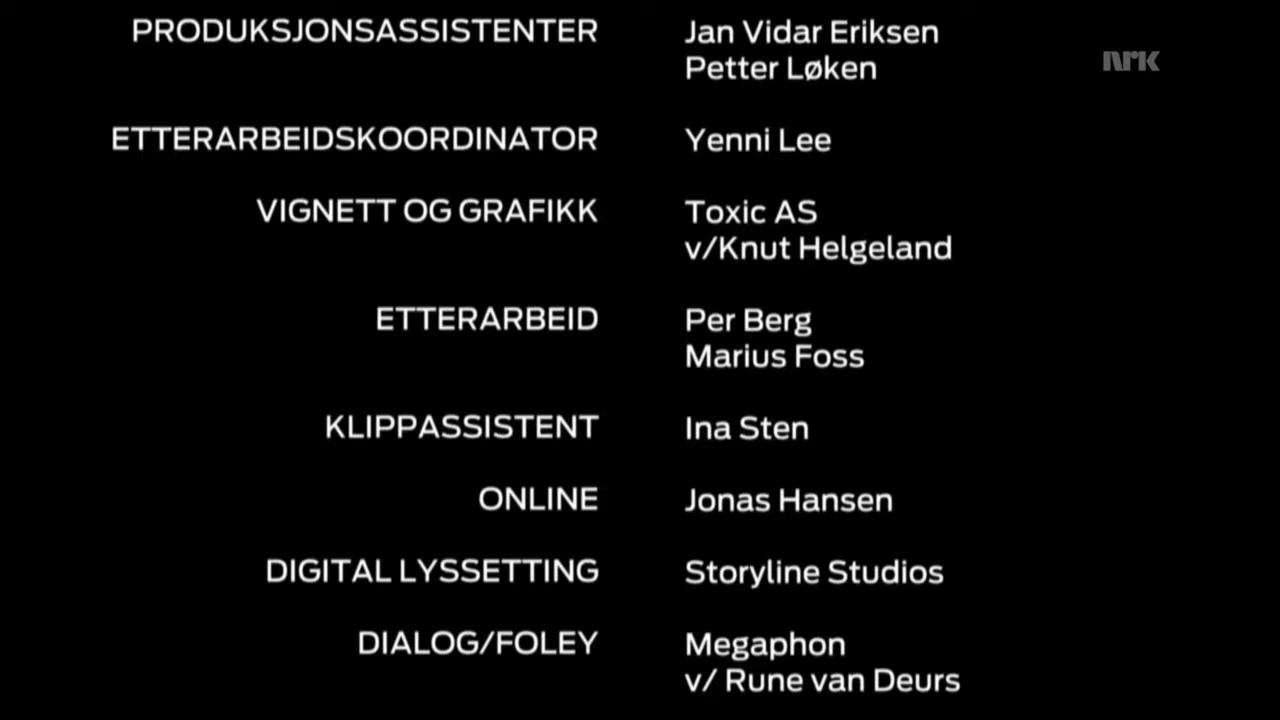 PRODUKSJONSASSISTENTER Jan Vidar Eriksen
Petter Løken
nrk
ETTERARBEIDSKOORDINATOR Yenni Lee
VIGNETT OG GRAFIKK Toxic AS
v/Knut Helgeland
ETTERARBEID Per Berg
Marius Foss
KLIPPASSISTENT Ina Sten
ONLINE Jonas Hansen
DIGITAL LYSSETTING Storyline Studios
DIALOG/FOLEY Megaphon
v/ Rune van Deurs